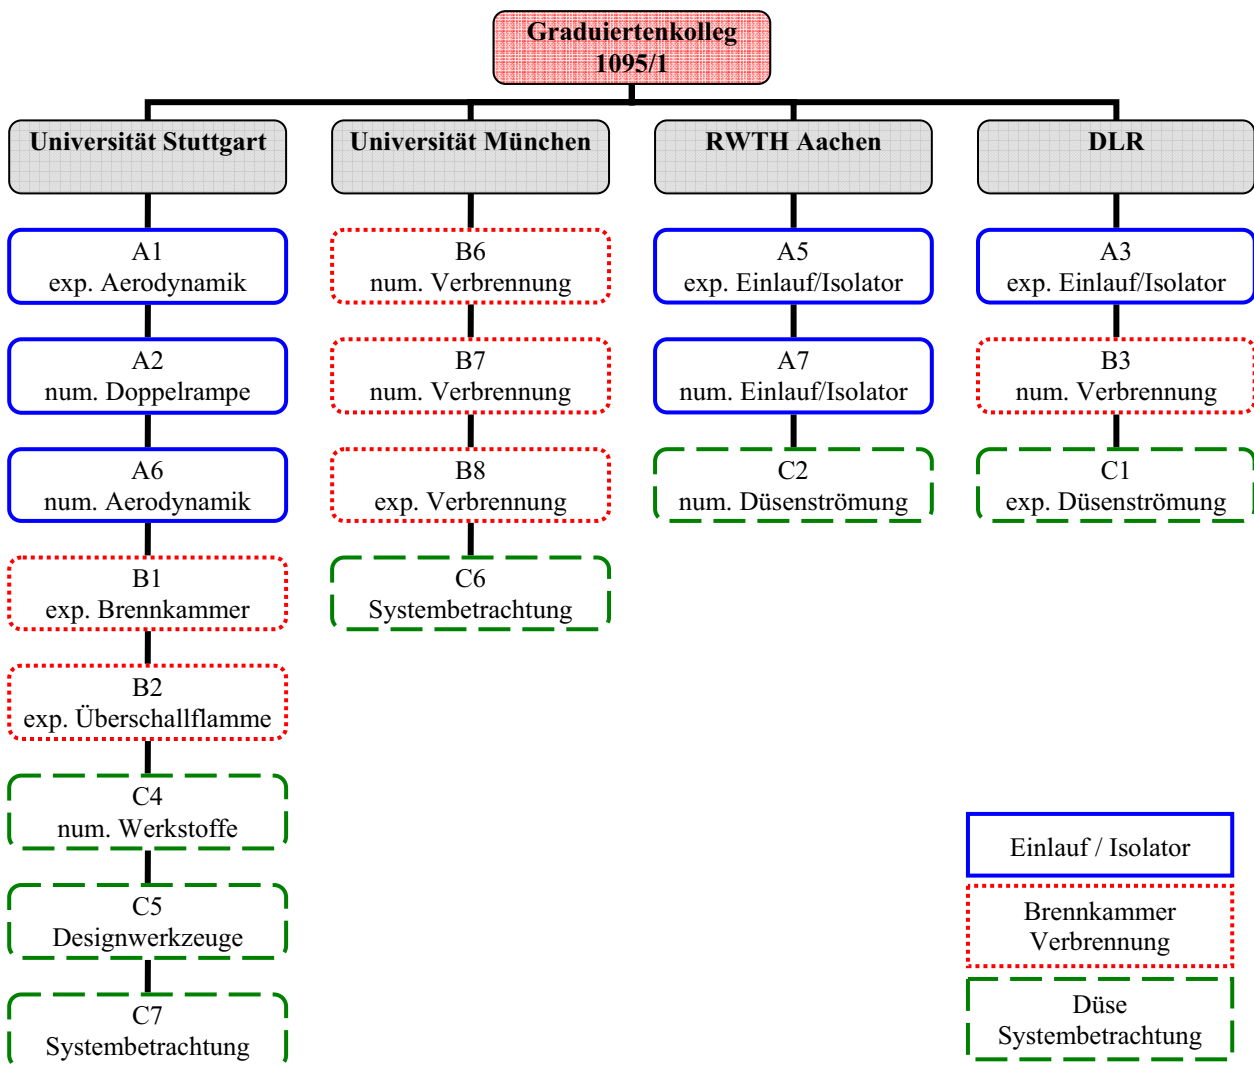 Graduiertenkolleg
1095/1
Universität Stuttgart
Universität München
RWTH Aachen
DLR
A1
exp. Aerodynamik
A2
num. Doppelrampe
A6
num. Aerodynamik
B1
exp. Brennkammer
B2
exp. Überschallflamme
C4
num. Werkstoffe
C5
Designwerkzeuge
C7
Systembetrachtung
B6
num. Verbrennung
B7
num. Verbrennung
B8
exp. Verbrennung
C6
Systembetrachtung
A5
exp. Einlauf/Isolator
A7
num. Einlauf/Isolator
C2
num. Düsenströmung
A3
exp. Einlauf/Isolator
B3
num. Verbrennung
C1
exp. Düsenströmung
Einlauf / Isolator
Brennkammer
Verbrennung
Düse
Systembetrachtung